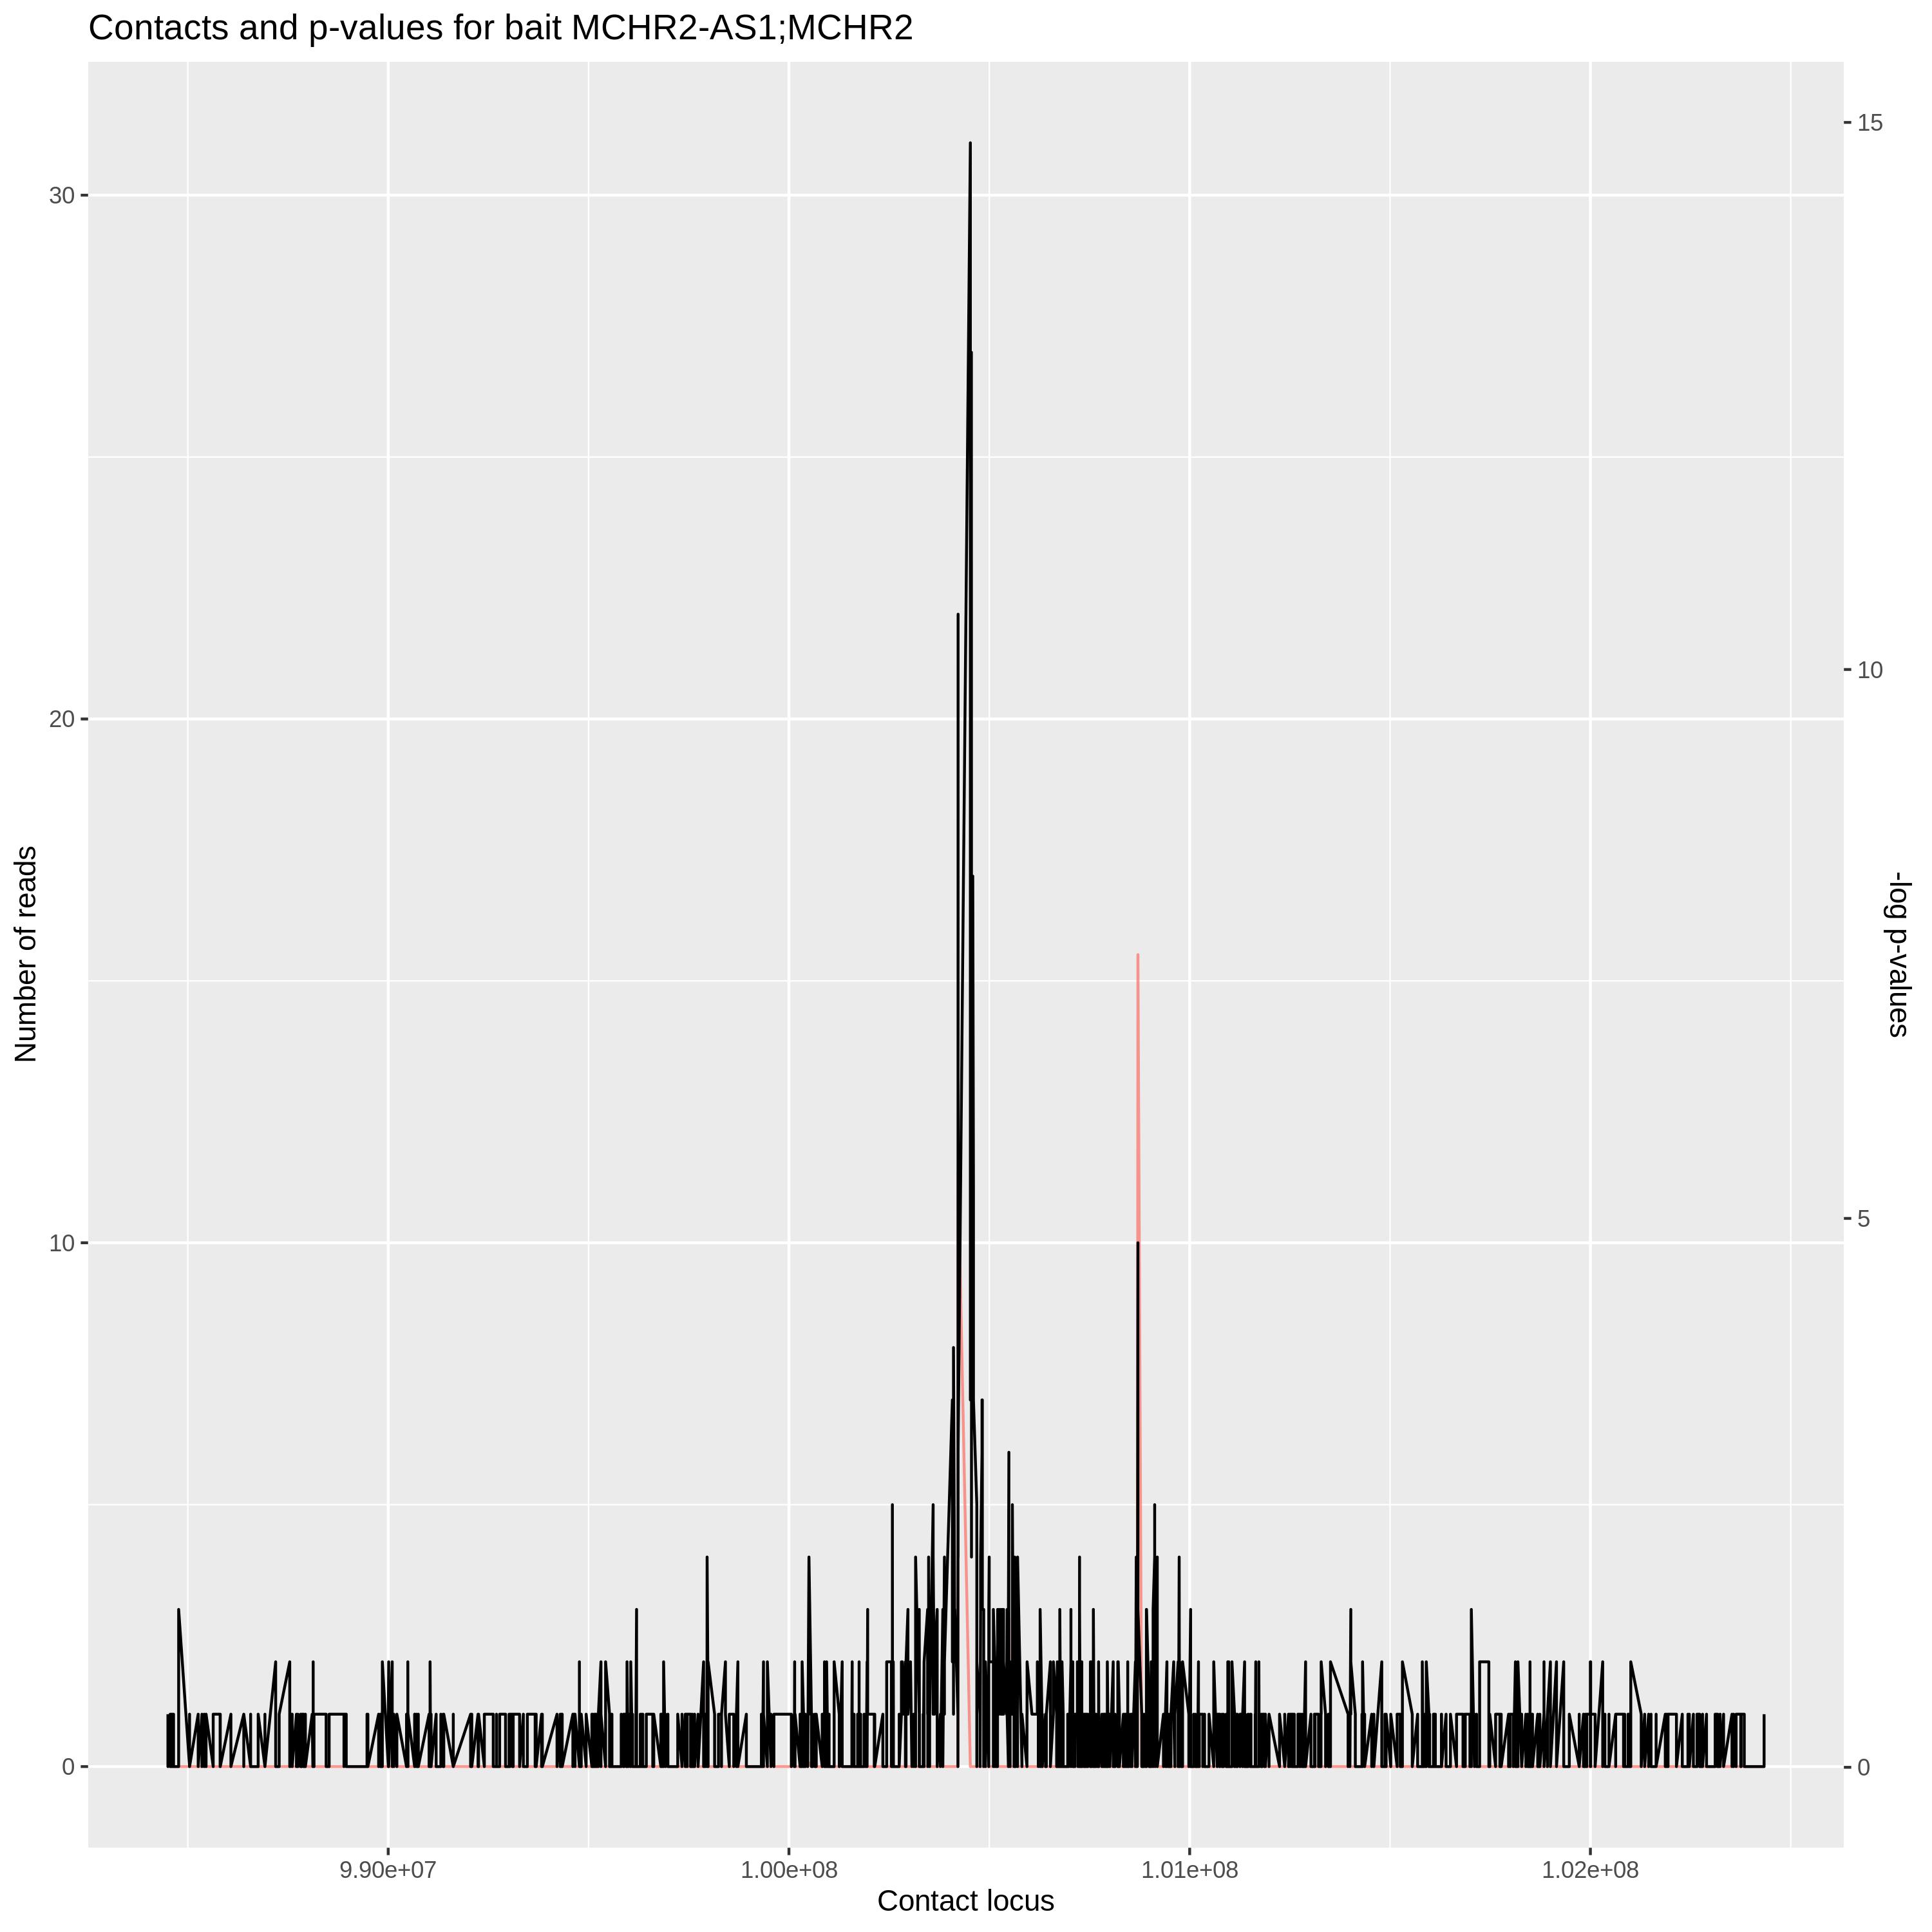 Contacts and p-values for bait MCHR2-AS1;MCHR2
30
20
10
0
Number of reads
15
10
5
0
-log p-values
9.90e+07
1.00e+08
1.01e+08
1.02e+08
Contact locus